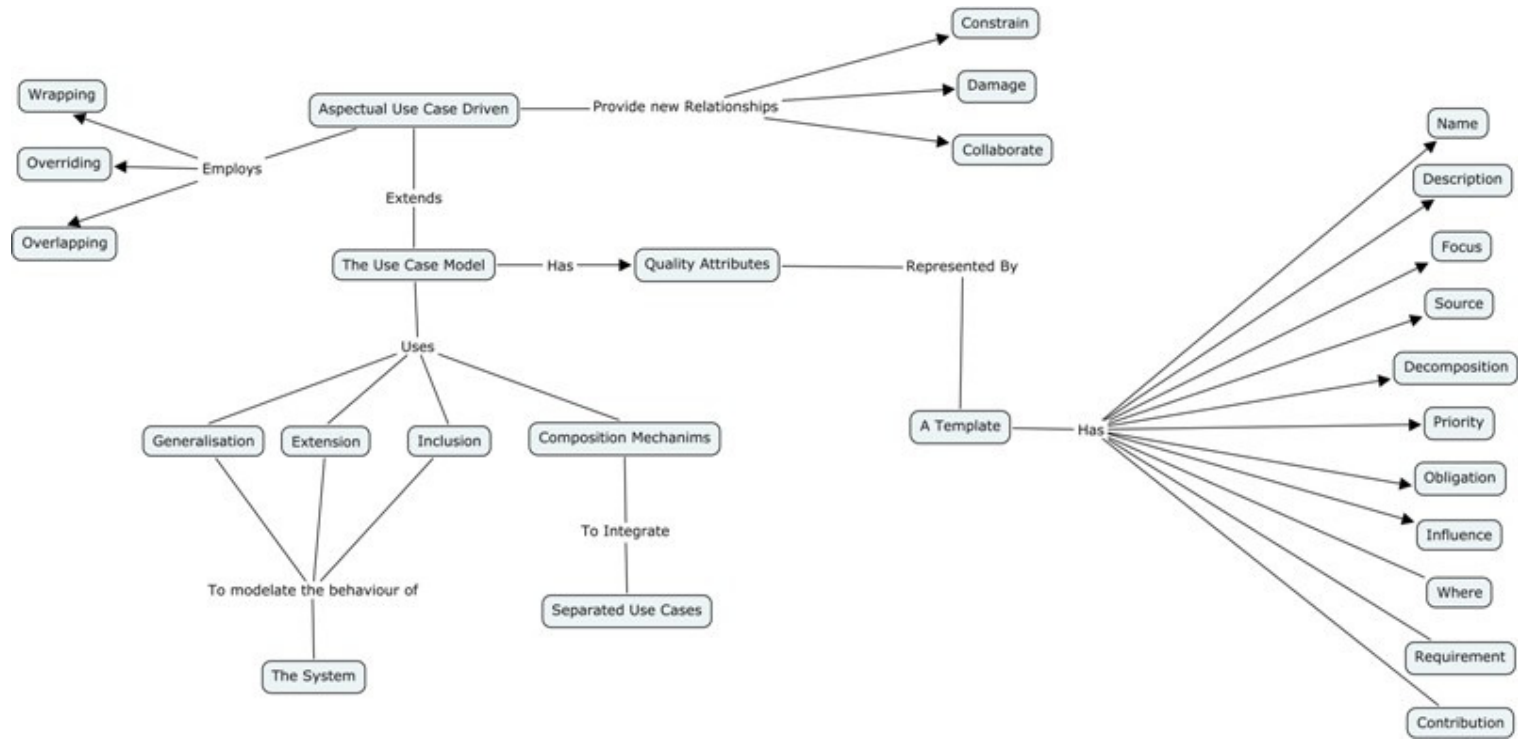 Constrain
Wrapping
Aspectual Use Case Driven
Provide new Relationships
Damage
Name
Overriding
Employs
Collaborate
Description
Extends
Overlapping
Focus
The Use Case Model
Has
Quality Attributes
Represented By
Source
Uses
Decomposition
Generalisation
Extension
Inclusion
Composition Mechanims
A Template
Has
Priority
Obligation
To Integrate
Influence
To modelate the behaviour of
Where
Separated Use Cases
Requirement
The System
Contribution